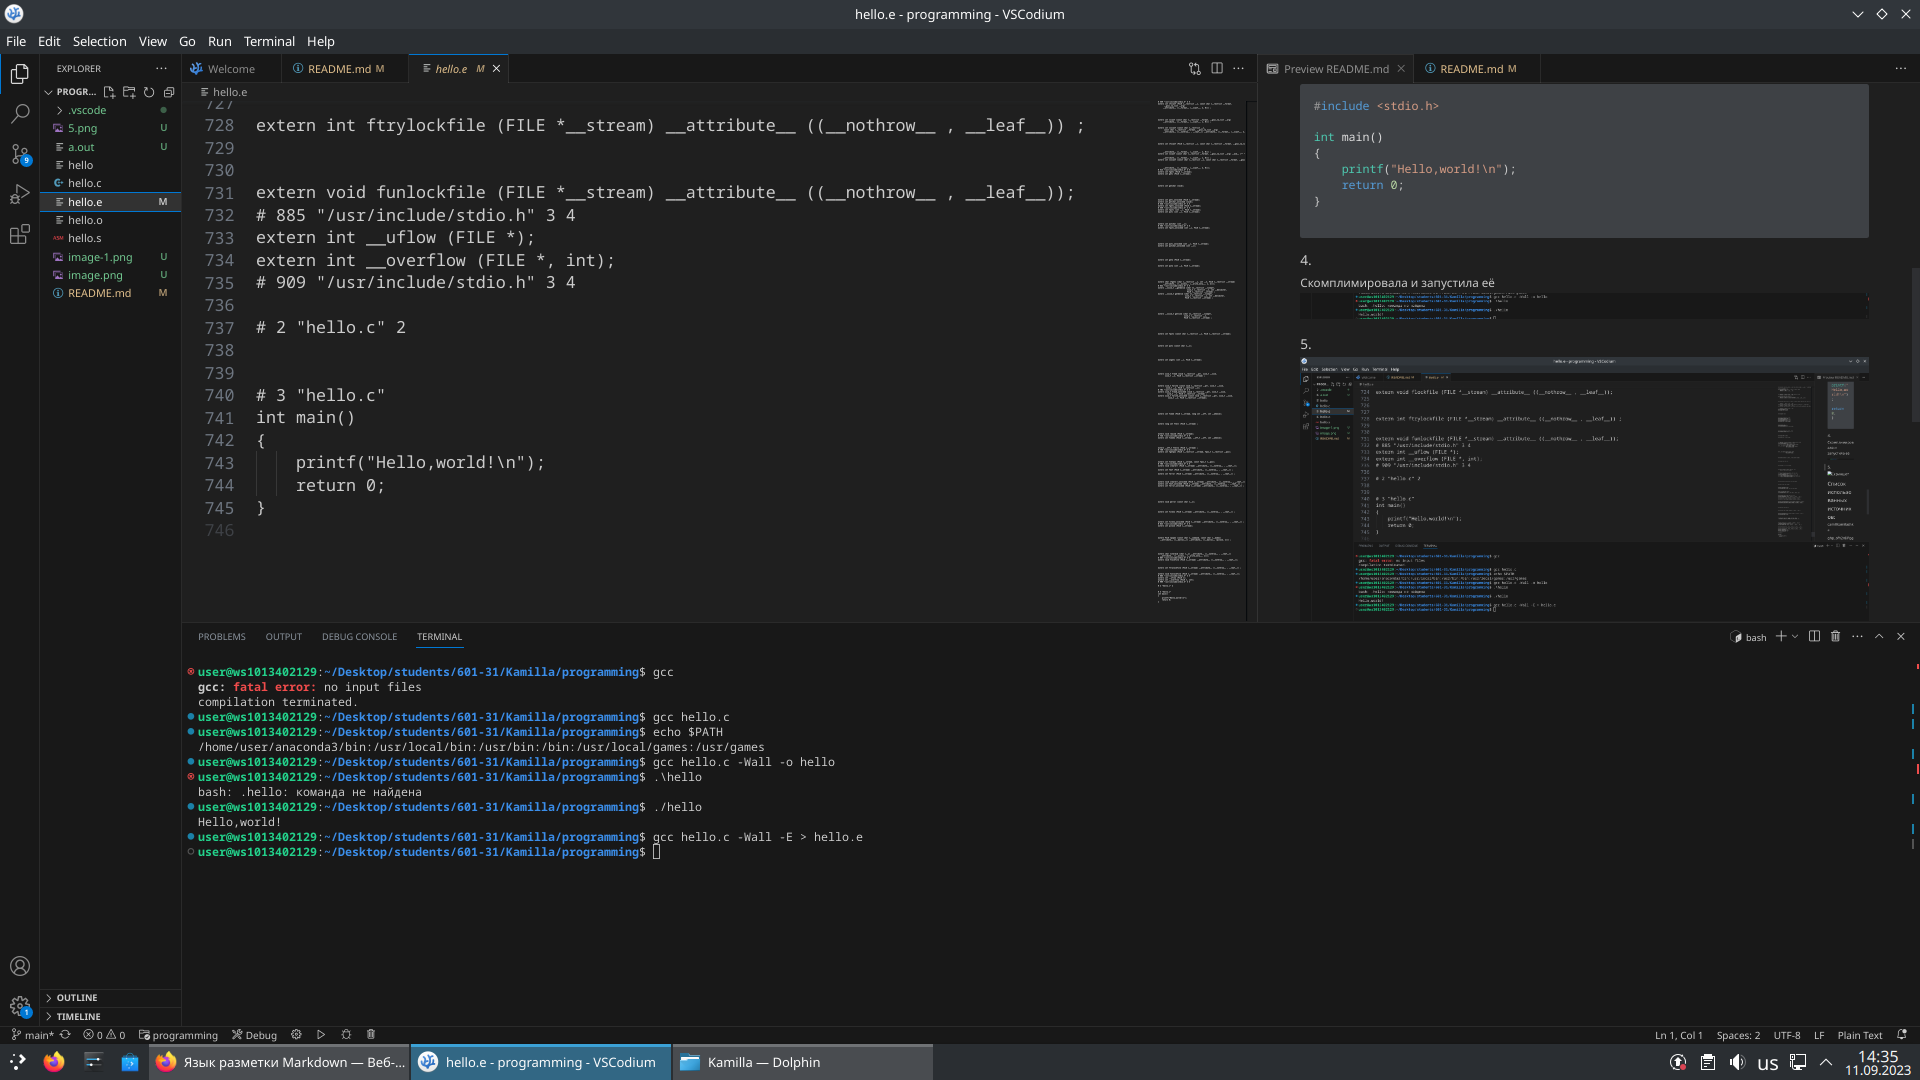 hello.e - programming - VSCodium
File Edit Selection View Go Run Terminal Help
EXPLORER
PROGR...
.vscode
5.png U
a.out U
hello
hello.c
hello.e M
hello.o
hello.s
image-1.png U
image.png U
README.md M
OUTLINE
TIMELINE
Welcome
README.md M
hello.e M
hello.e
727
728 extern int ftrylockfile (FILE *__stream) __attribute__ ((__nothrow__ , __leaf__)) ;
729
730
731 extern void funlockfile (FILE *__stream) __attribute__ ((__nothrow__ , __leaf__));
732 # 885 "/usr/include/stdio.h" 3 4
733 extern int __uflow (FILE *);
734 extern int __overflow (FILE *, int);
735 # 909 "/usr/include/stdio.h" 3 4
736
737 # 2 "hello.c" 2
738
739
740 # 3 "hello.c"
741 int main()
742 {
743 printf("Hello,world!\n");
744 return 0;
745 }
746
Preview README.md
README.md M
#include <stdio.h>
int main()
{
printf("Hello,world!\n");
return 0;
}
4.
Скомплимировала и запустила её
5.
PROBLEMS OUTPUT DEBUG CONSOLE TERMINAL
bash
user@ws1013402129:~/Desktop/students/601-31/Kamilla/programming$ gcc
gcc: fatal error: no input files
compilation terminated.
user@ws1013402129:~/Desktop/students/601-31/Kamilla/programming$ gcc hello.c
user@ws1013402129:~/Desktop/students/601-31/Kamilla/programming$ echo $PATH
/home/user/anaconda3/bin:/usr/local/bin:/usr/bin:/bin:/usr/local/games:/usr/games
user@ws1013402129:~/Desktop/students/601-31/Kamilla/programming$ gcc hello.c -Wall -o hello
user@ws1013402129:~/Desktop/students/601-31/Kamilla/programming$ .\hello
bash: .hello: команда не найдена
user@ws1013402129:~/Desktop/students/601-31/Kamilla/programming$ ./hello
Hello,world!
user@ws1013402129:~/Desktop/students/601-31/Kamilla/programming$ gcc hello.c -Wall -E > hello.e
user@ws1013402129:~/Desktop/students/601-31/Kamilla/programming$
9
1
main* 0 0 programming Debug
Ln 1, Col 1 Spaces: 2 UTF-8 LF Plain Text
Язык разметки Markdown — Веб-...
hello.e - programming - VSCodium
Kamilla — Dolphin
us
14:35
11.09.2023